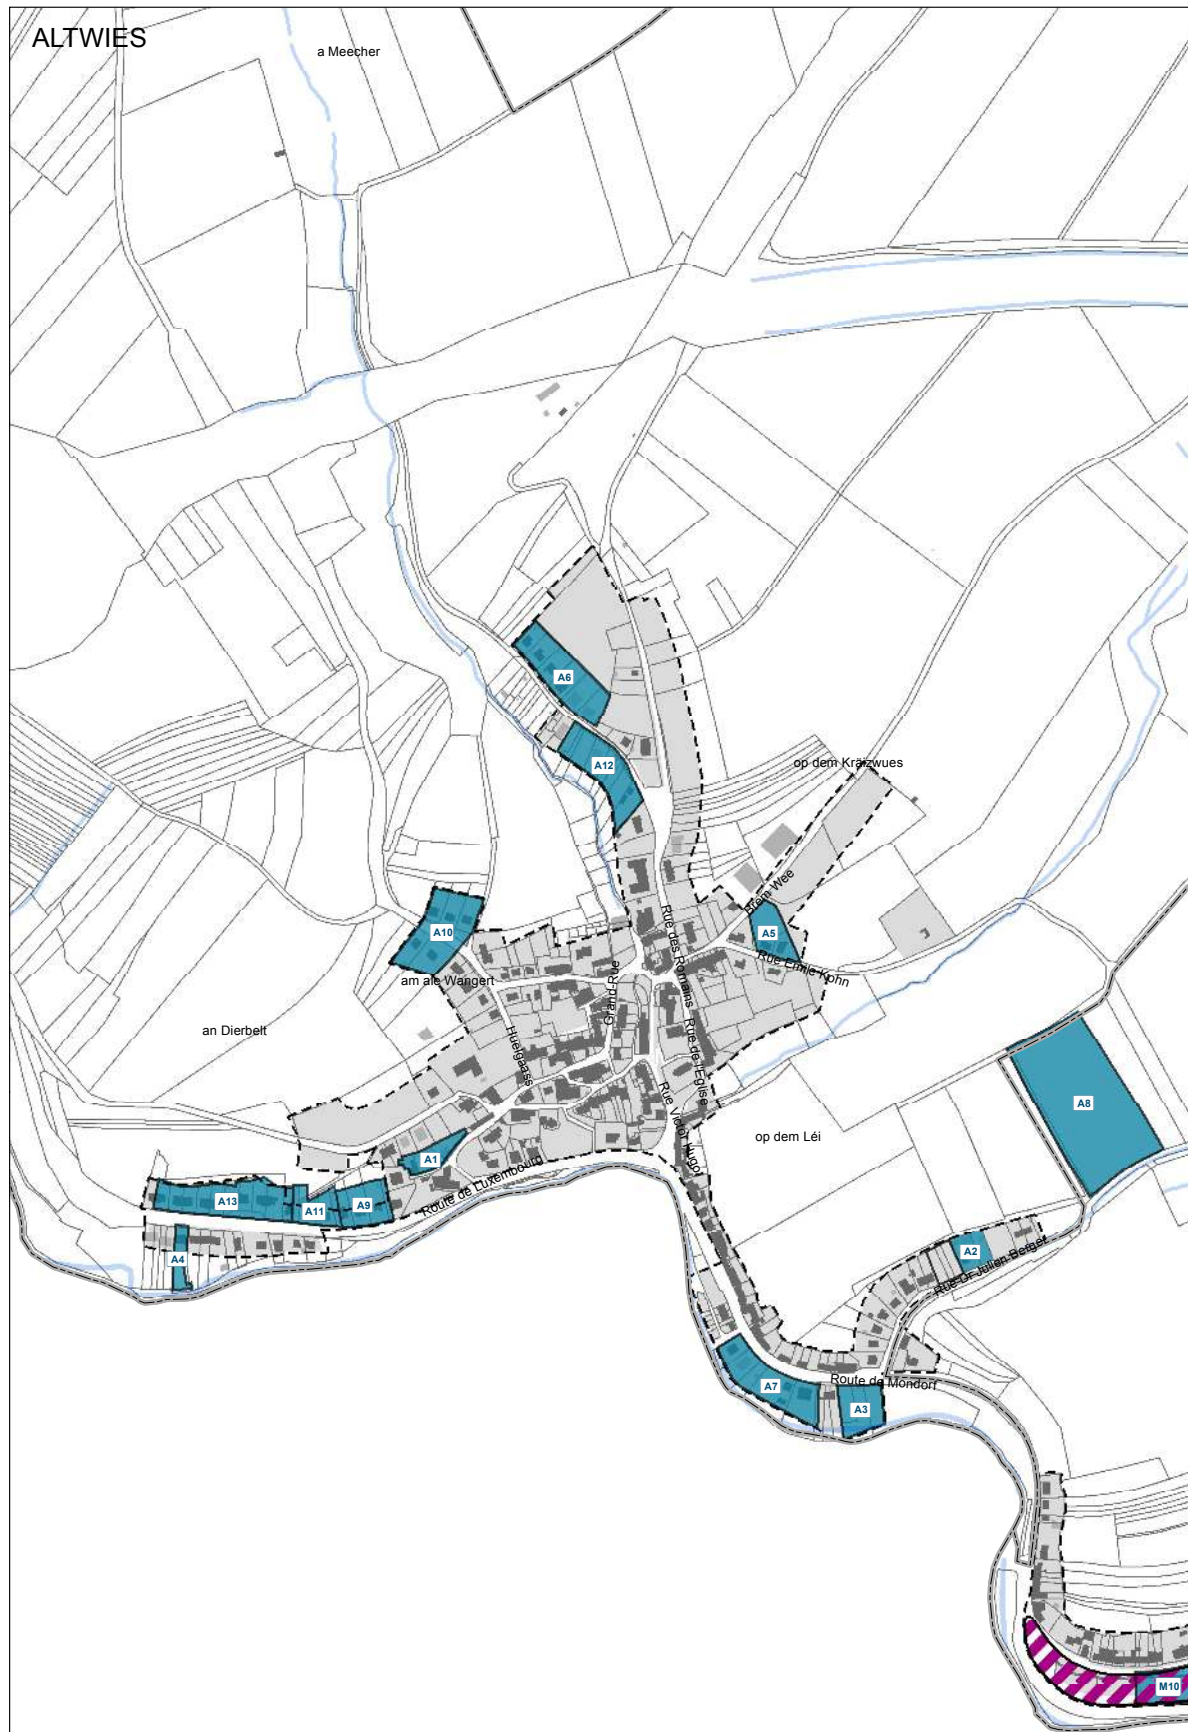 ALTWIES
a Meecher
A6
A12
op dem Kräizwues
Brem Wee
A5
A10
Rue des Romains
Rue Emile Kohn
am ale Wangert
Grand-Rue
an Dierbelt
Huelgaass
Rue de l'Eglise
A8
Rue Victor Hugo
op dem Léi
A1
Route de Luxembourg
A13
A11
A9
A4
A2
Rue Dr Julien Berger
A7
Route de Mondorf
A3
M10